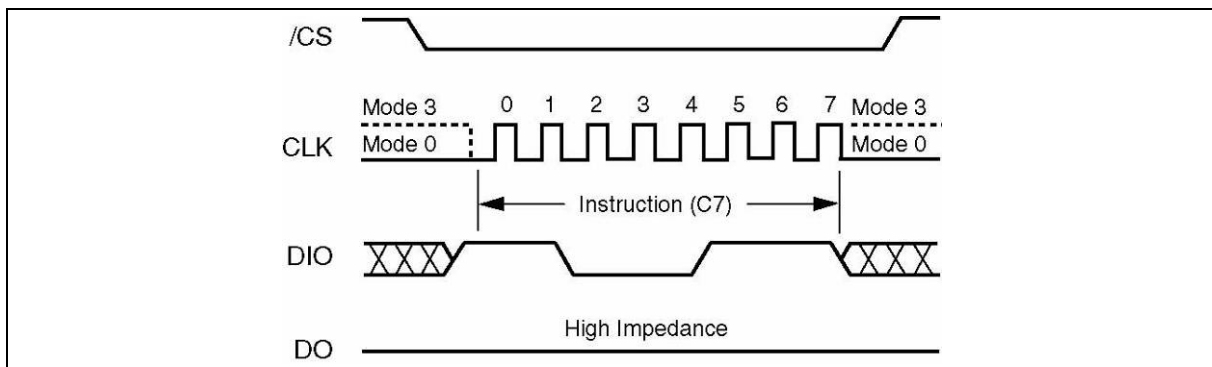 /CS
Mode 3 0 1 2 3 4 5 6 7 Mode 3
CLK Mode 0 Mode 0
Instruction (C7)
DIO
High Impedance
DO